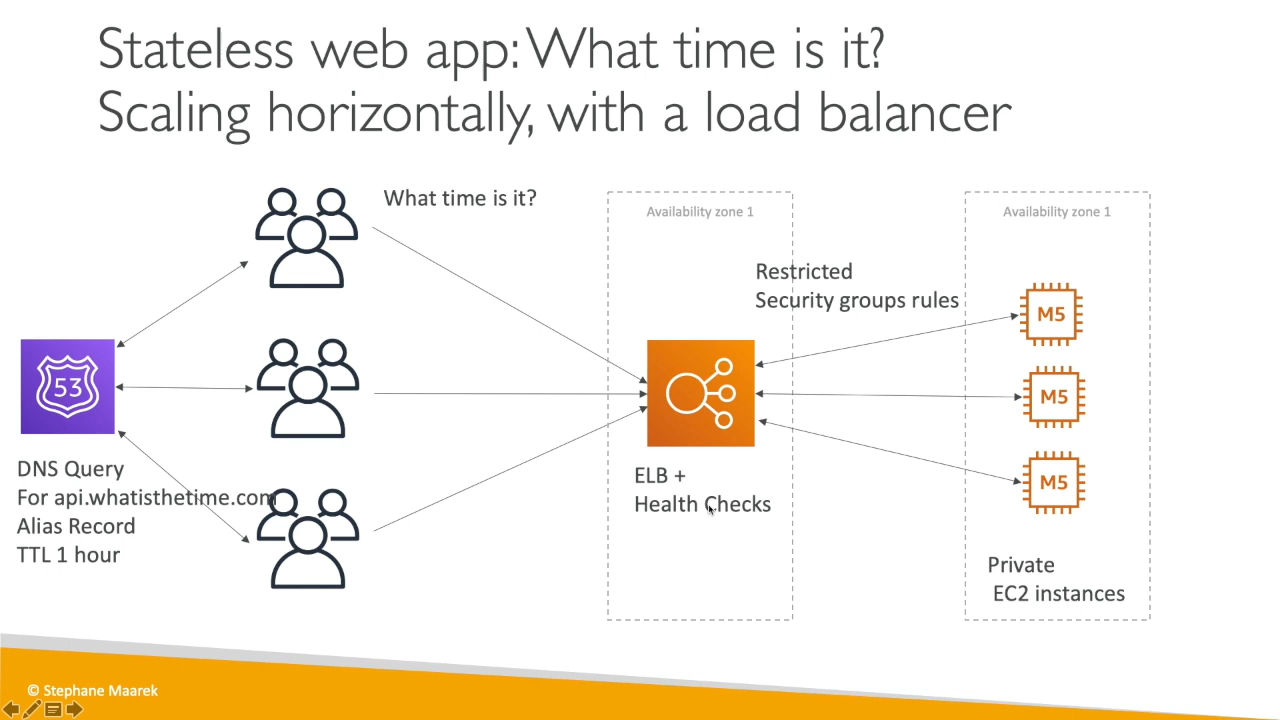 Stateless web app: What time is it?
Scaling horizontally, with a load balancer
What time is it?
Availability zone 1
Availability zone 1
Restricted
Security groups rules
M5
M5
M5
53
DNS Query
For api.whatisthetime.com
Alias Record
TTL 1 hour
ELB +
Health Checks
Private
EC2 instances
© Stephane Maarek